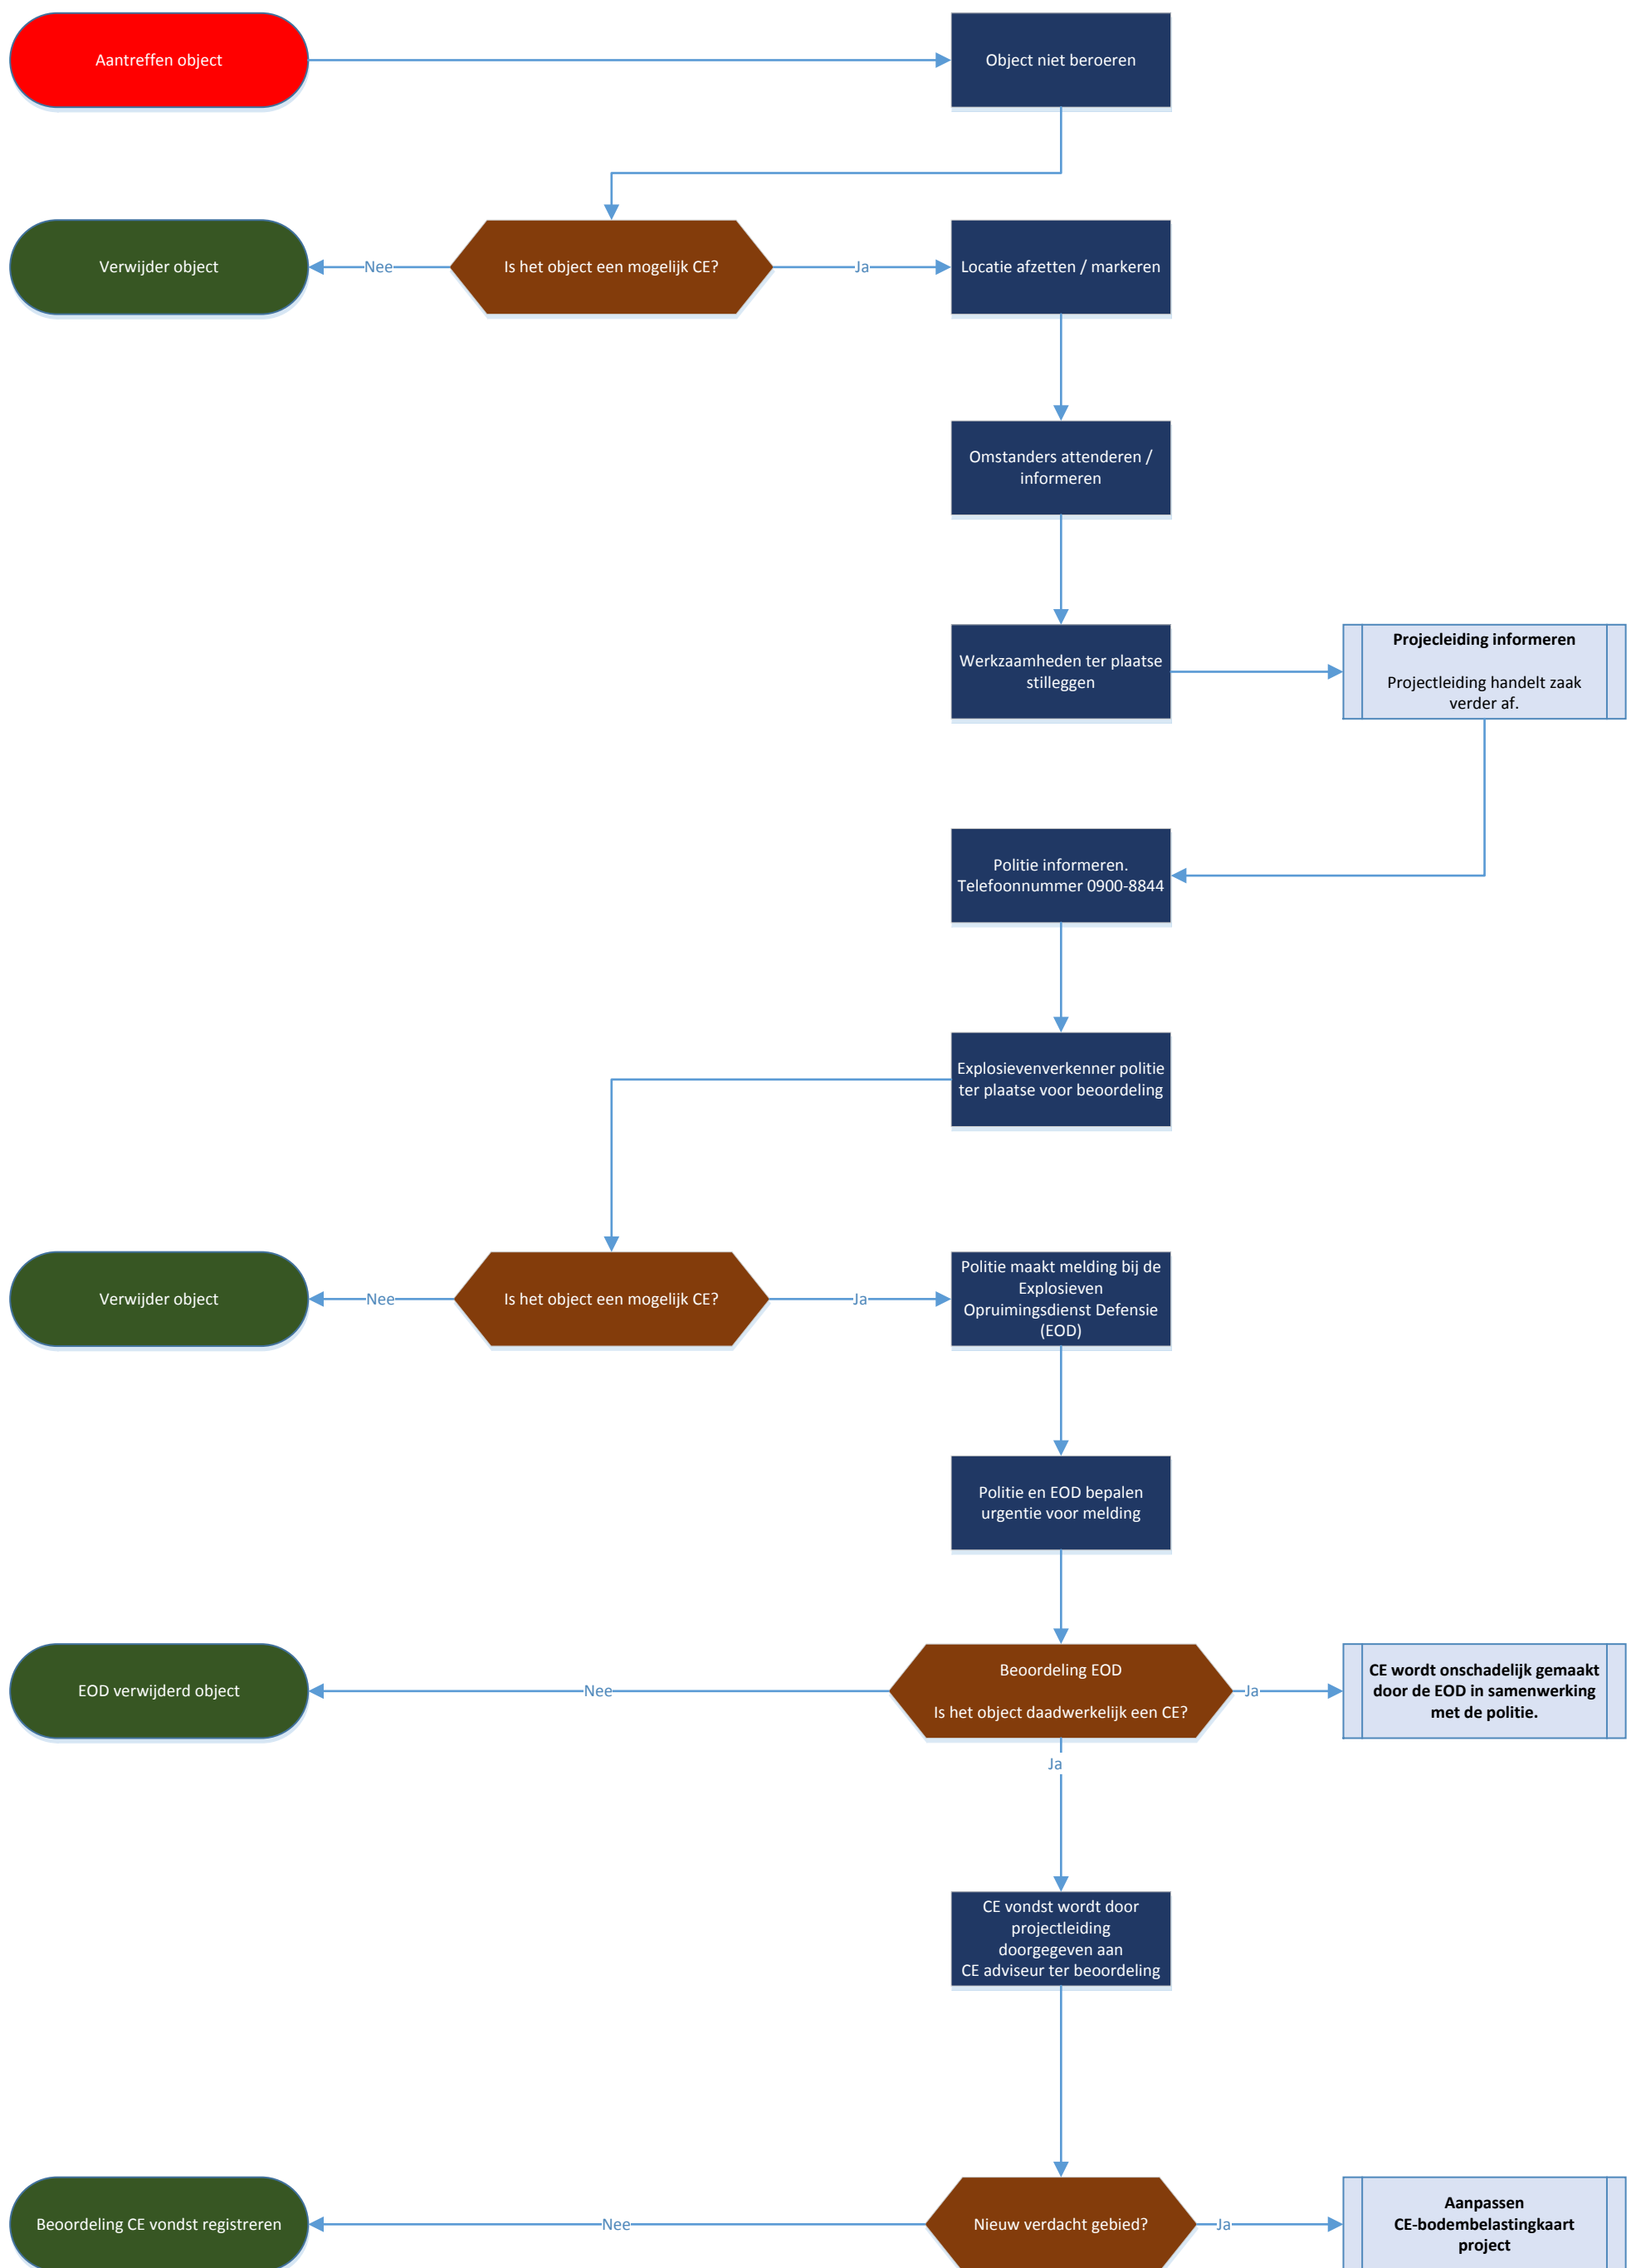 Aantreffen object
Object niet beroeren
Verwijder object
Nee
Is het object een mogelijk CE?
Ja
Locatie afzetten / markeren
Omstanders attenderen /
informeren
Werkzaamheden ter plaatse
stilleggen
Projecleiding informeren
Projectleiding handelt zaak
verder af.
Politie informeren.
Telefoonnummer 0900-8844
Explosievenverkenner politie
ter plaatse voor beoordeling
Verwijder object
Nee
Is het object een mogelijk CE?
Ja
Politie maakt melding bij de
Explosieven
Opruimingsdienst Defensie
(EOD)
Politie en EOD bepalen
urgentie voor melding
EOD verwijderd object
Nee
Beoordeling EOD
Is het object daadwerkelijk een CE?
Ja
CE wordt onschadelijk gemaakt
door de EOD in samenwerking
met de politie.
Ja
CE vondst wordt door
projectleiding
doorgegeven aan
CE adviseur ter beoordeling
Beoordeling CE vondst registreren
Nee
Nieuw verdacht gebied?
Ja
Aanpassen
CE-bodembelastingkaart
project